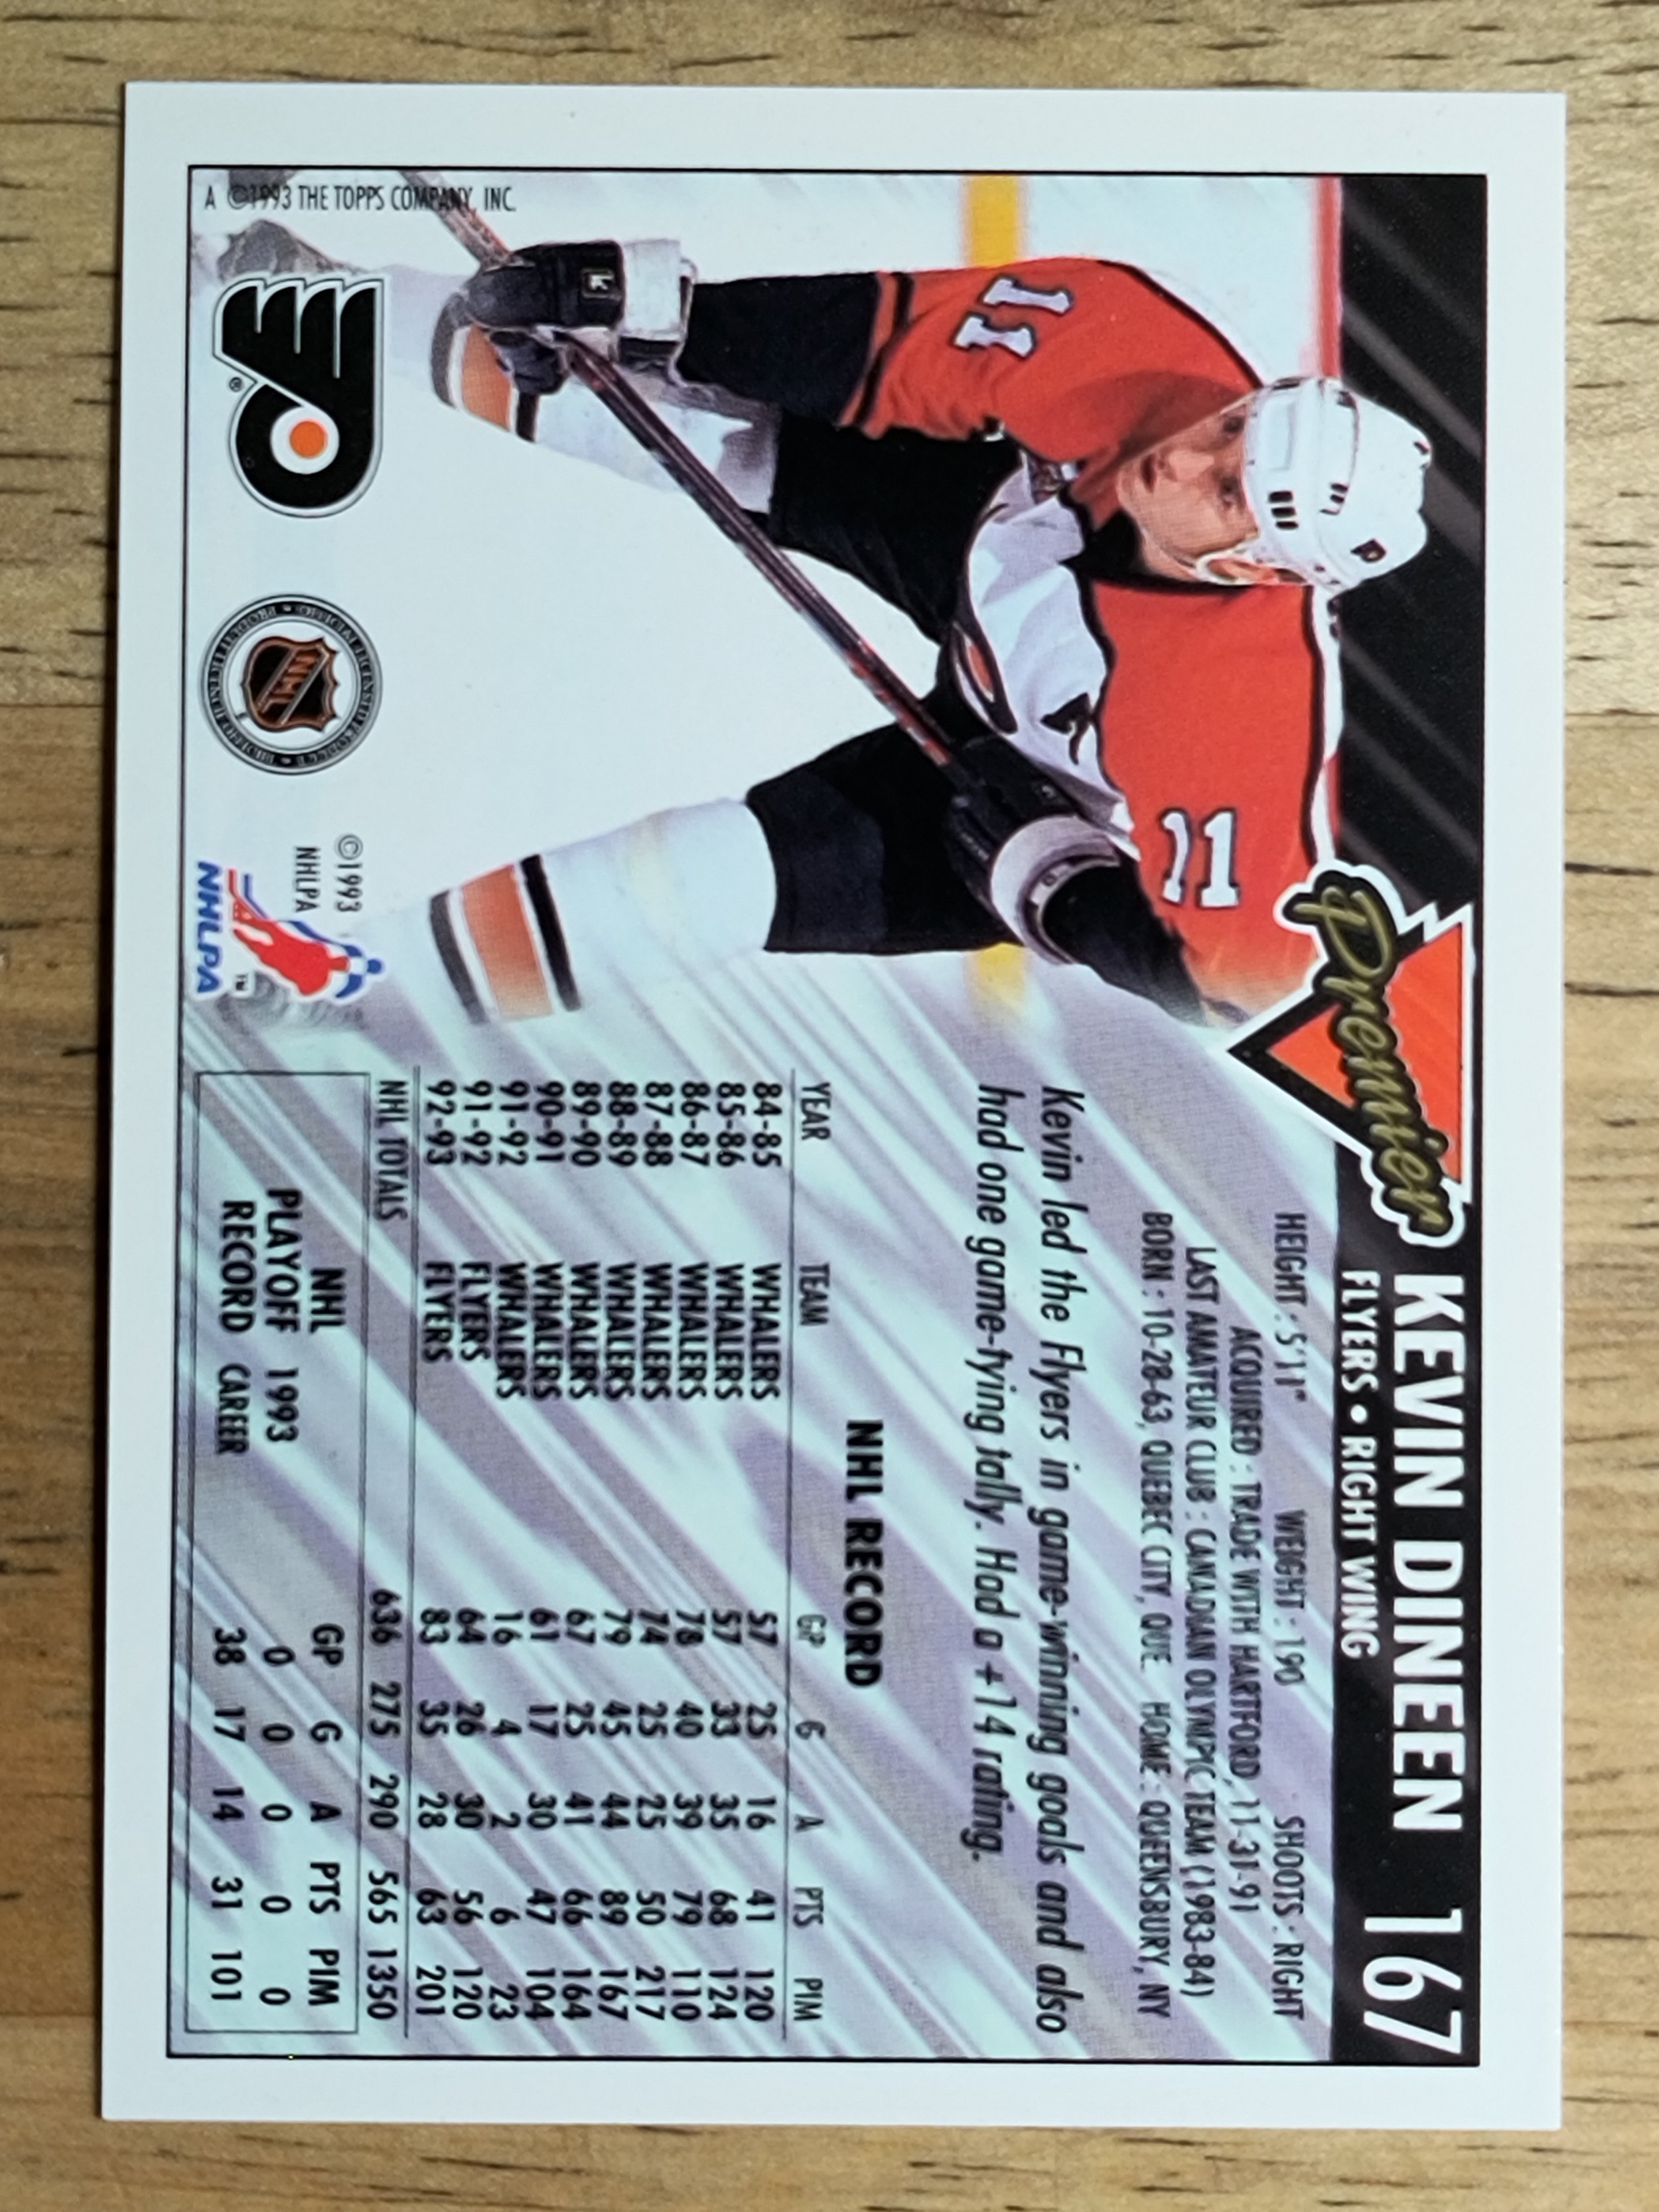 Premier
KEVIN DINEEN 167
FLYERS • RIGHT WING
HEIGHT : 5'11" WEIGHT : 190 SHOOTS : RIGHT
ACQUIRED : TRADE WITH HARTFORD, 11-31-91
LAST AMATEUR CLUB : CANADIAN OLYMPIC TEAM (1983-84)
BORN : 10-28-63, QUEBEC CITY, QUE HOME : QUEENSBURY, NY
Kevin led the Flyers in game-winning goals and also
had one game-tying tally. Had a +14 rating.
NHL RECORD
YEAR TEAM GP G A PTS PIM
84-85 WHALERS 57 25 16 41 120
85-86 WHALERS 57 33 35 68 124
86-87 WHALERS 78 40 39 79 110
87-88 WHALERS 74 25 25 50 217
88-89 WHALERS 79 45 44 89 167
89-90 WHALERS 67 25 41 66 164
90-91 WHALERS 61 17 30 47 104
91-92 WHALERS 16 4 2 6 23
91-92 FLYERS 64 26 30 56 120
92-93 FLYERS 83 35 28 63 201
NHL TOTALS 636 275 290 565 1350
NHL GP G A PTS PIM
PLAYOFF 1993 0 0 0 0 0
RECORD CAREER 38 17 14 31 101
11
11
A ©1993 THE TOPPS COMPANY, INC.
®
NHL
OFFICIAL LICENSED PRODUCT
©1993
NHLPA
NHLPA
TM